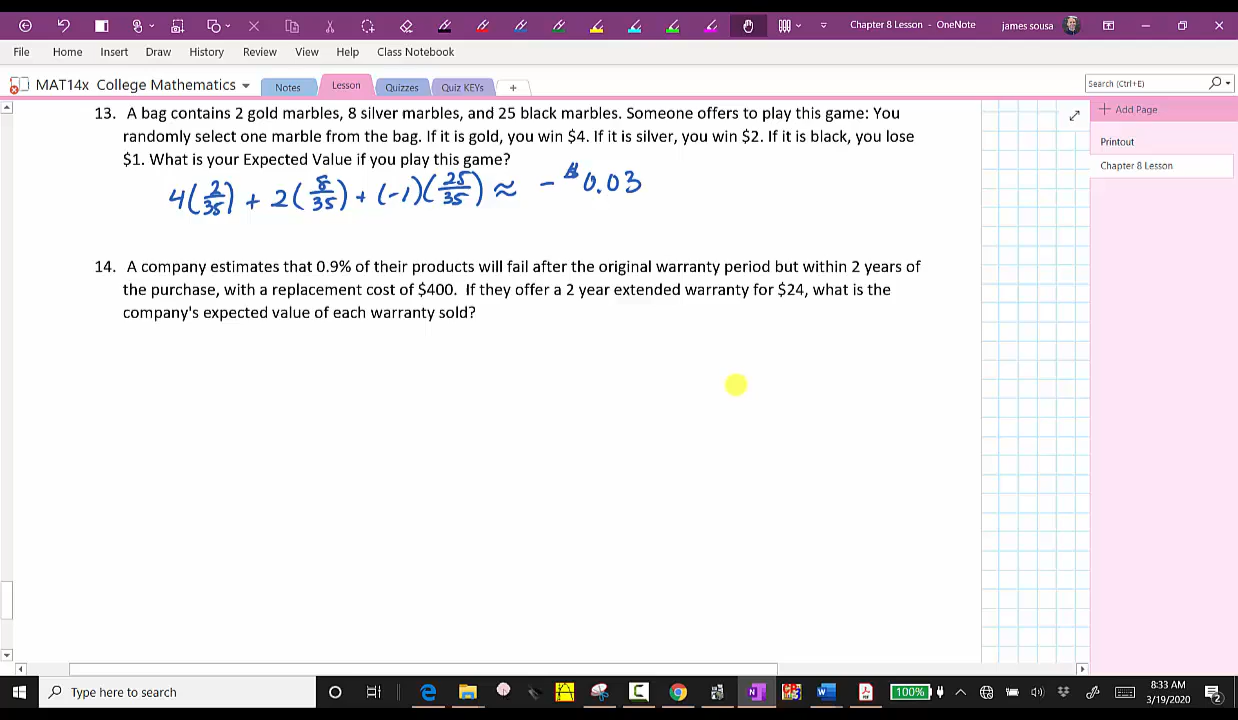 Chapter 8 Lesson - OneNote
james sousa
File Home Insert Draw History Review View Help Class Notebook
MAT14x College Mathematics
Notes Lesson Quizzes Quiz KEYs +
Search (Ctrl+E)
Add Page
Printout
Chapter 8 Lesson
13. A bag contains 2 gold marbles, 8 silver marbles, and 25 black marbles. Someone offers to play this game: You
randomly select one marble from the bag. If it is gold, you win $4. If it is silver, you win $2. If it is black, you lose
$1. What is your Expected Value if you play this game?
4(2/35) + 2(8/35) + (-1)(25/35) ≈ -$0.03
14. A company estimates that 0.9% of their products will fail after the original warranty period but within 2 years of
the purchase, with a replacement cost of $400. If they offer a 2 year extended warranty for $24, what is the
company's expected value of each warranty sold?
Type here to search
100%
8:33 AM
3/19/2020
2